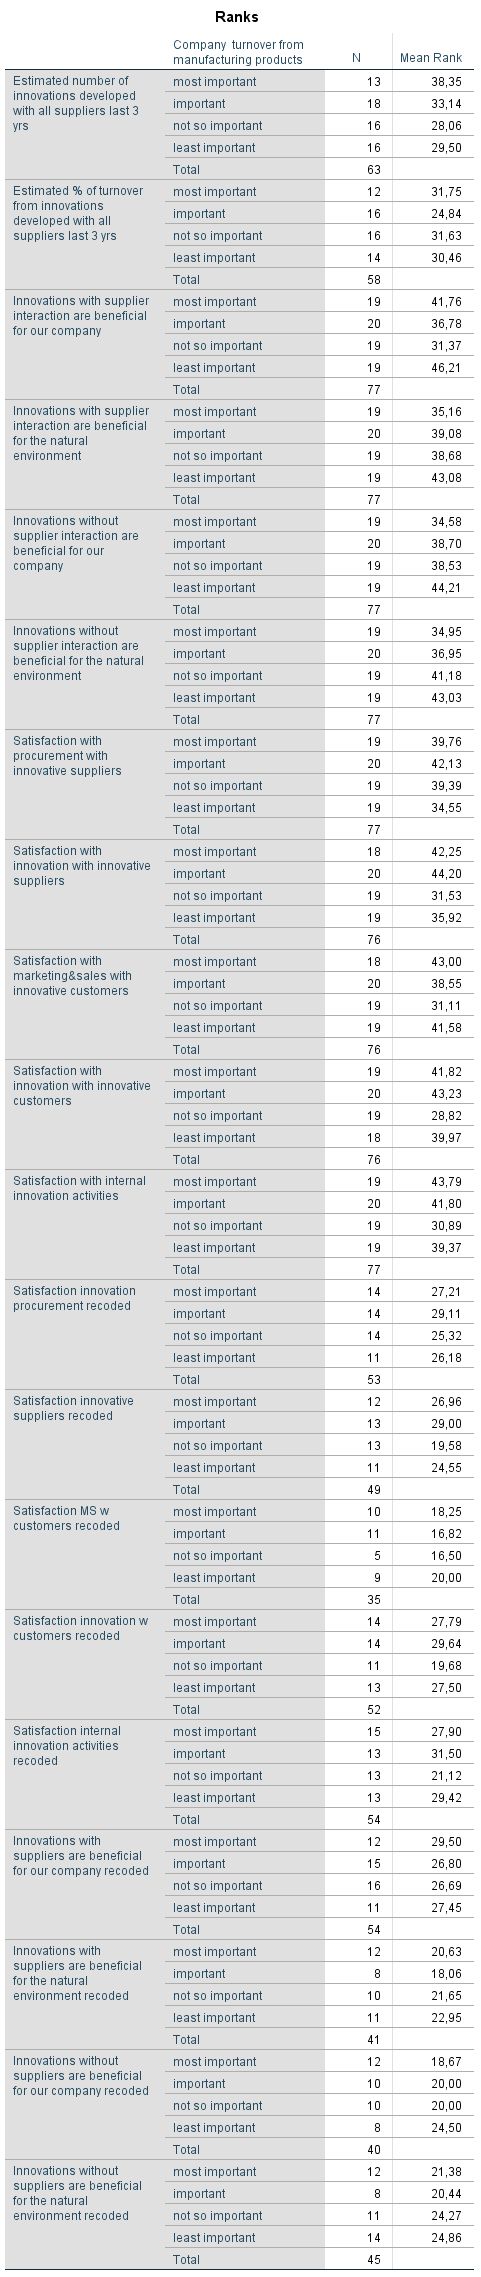 Ranks
Company turnover from
manufacturing products
N
Mean Rank
Estimated number of
innovations developed
with all suppliers last 3
yrs
most important 13 38,35
important 18 33,14
not so important 16 28,06
least important 16 29,50
Total 63
Estimated % of turnover
from innovations
developed with all
suppliers last 3 yrs
most important 12 31,75
important 16 24,84
not so important 16 31,63
least important 14 30,46
Total 58
Innovations with supplier
interaction are beneficial
for our company
most important 19 41,76
important 20 36,78
not so important 19 31,37
least important 19 46,21
Total 77
Innovations with supplier
interaction are beneficial
for the natural
environment
most important 19 35,16
important 20 39,08
not so important 19 38,68
least important 19 43,08
Total 77
Innovations without
supplier interaction are
beneficial for our
company
most important 19 34,58
important 20 38,70
not so important 19 38,53
least important 19 44,21
Total 77
Innovations without
supplier interaction are
beneficial for the natural
environment
most important 19 34,95
important 20 36,95
not so important 19 41,18
least important 19 43,03
Total 77
Satisfaction with
procurement with
innovative suppliers
most important 19 39,76
important 20 42,13
not so important 19 39,39
least important 19 34,55
Total 77
Satisfaction with
innovation with innovative
suppliers
most important 18 42,25
important 20 44,20
not so important 19 31,53
least important 19 35,92
Total 76
Satisfaction with
marketing&sales with
innovative customers
most important 18 43,00
important 20 38,55
not so important 19 31,11
least important 19 41,58
Total 76
Satisfaction with
innovation with innovative
customers
most important 19 41,82
important 20 43,23
not so important 19 28,82
least important 18 39,97
Total 76
Satisfaction with internal
innovation activities
most important 19 43,79
important 20 41,80
not so important 19 30,89
least important 19 39,37
Total 77
Satisfaction innovation
procurement recoded
most important 14 27,21
important 14 29,11
not so important 14 25,32
least important 11 26,18
Total 53
Satisfaction innovative
suppliers recoded
most important 12 26,96
important 13 29,00
not so important 13 19,58
least important 11 24,55
Total 49
Satisfaction MS w
customers recoded
most important 10 18,25
important 11 16,82
not so important 5 16,50
least important 9 20,00
Total 35
Satisfaction innovation w
customers recoded
most important 14 27,79
important 14 29,64
not so important 11 19,68
least important 13 27,50
Total 52
Satisfaction internal
innovation activities
recoded
most important 15 27,90
important 13 31,50
not so important 13 21,12
least important 13 29,42
Total 54
Innovations with
suppliers are beneficial
for our company recoded
most important 12 29,50
important 15 26,80
not so important 16 26,69
least important 11 27,45
Total 54
Innovations with
suppliers are beneficial
for the natural
environment recoded
most important 12 20,63
important 8 18,06
not so important 10 21,65
least important 11 22,95
Total 41
Innovations without
suppliers are beneficial
for our company recoded
most important 12 18,67
important 10 20,00
not so important 10 20,00
least important 8 24,50
Total 40
Innovations without
suppliers are beneficial
for the natural
environment recoded
most important 12 21,38
important 8 20,44
not so important 11 24,27
least important 14 24,86
Total 45